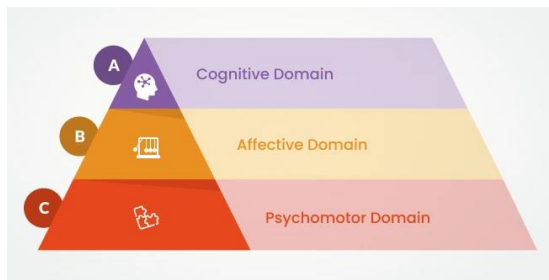 A
Cognitive Domain
B
Affective Domain
C
Psychomotor Domain